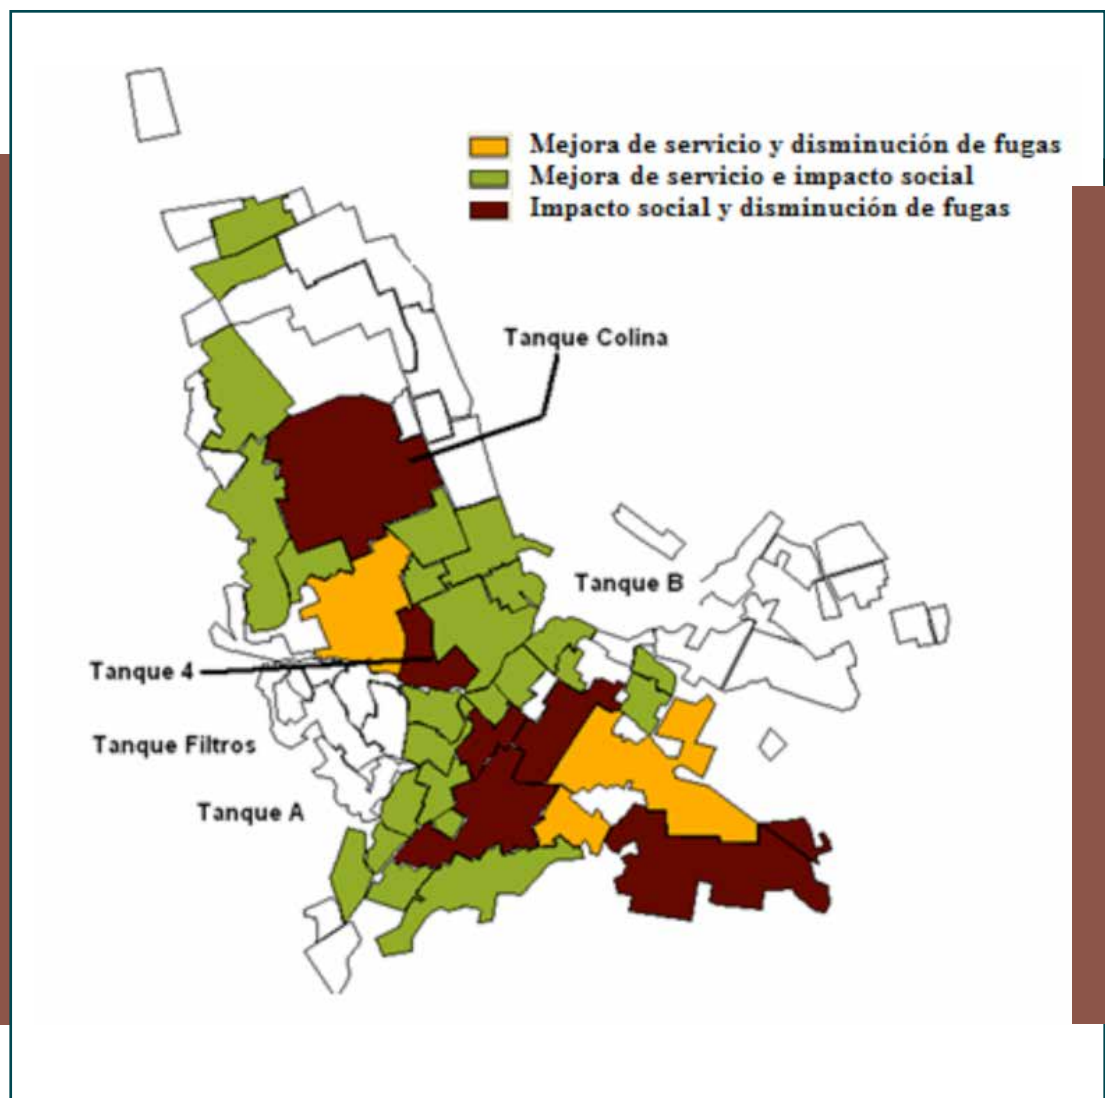 Mejora de servicio y disminución de fugas
Mejora de servicio e impacto social
Impacto social y disminución de fugas
Tanque Colina
Tanque B
Tanque 4
Tanque Filtros
Tanque A